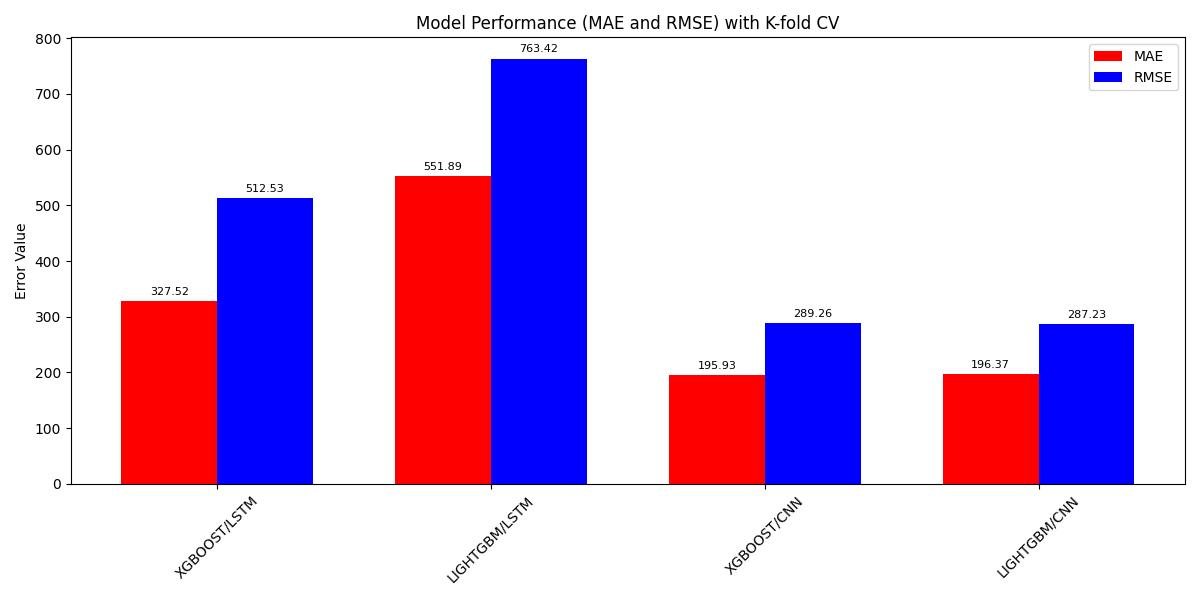 Model Performance (MAE and RMSE) with K-fold CV
MAE
RMSE
Error Value
800
700
600
500
400
300
200
100
0
327.52
512.53
551.89
763.42
195.93
289.26
196.37
287.23
XGBOOST/LSTM
LIGHTGBM/LSTM
XGBOOST/CNN
LIGHTGBM/CNN